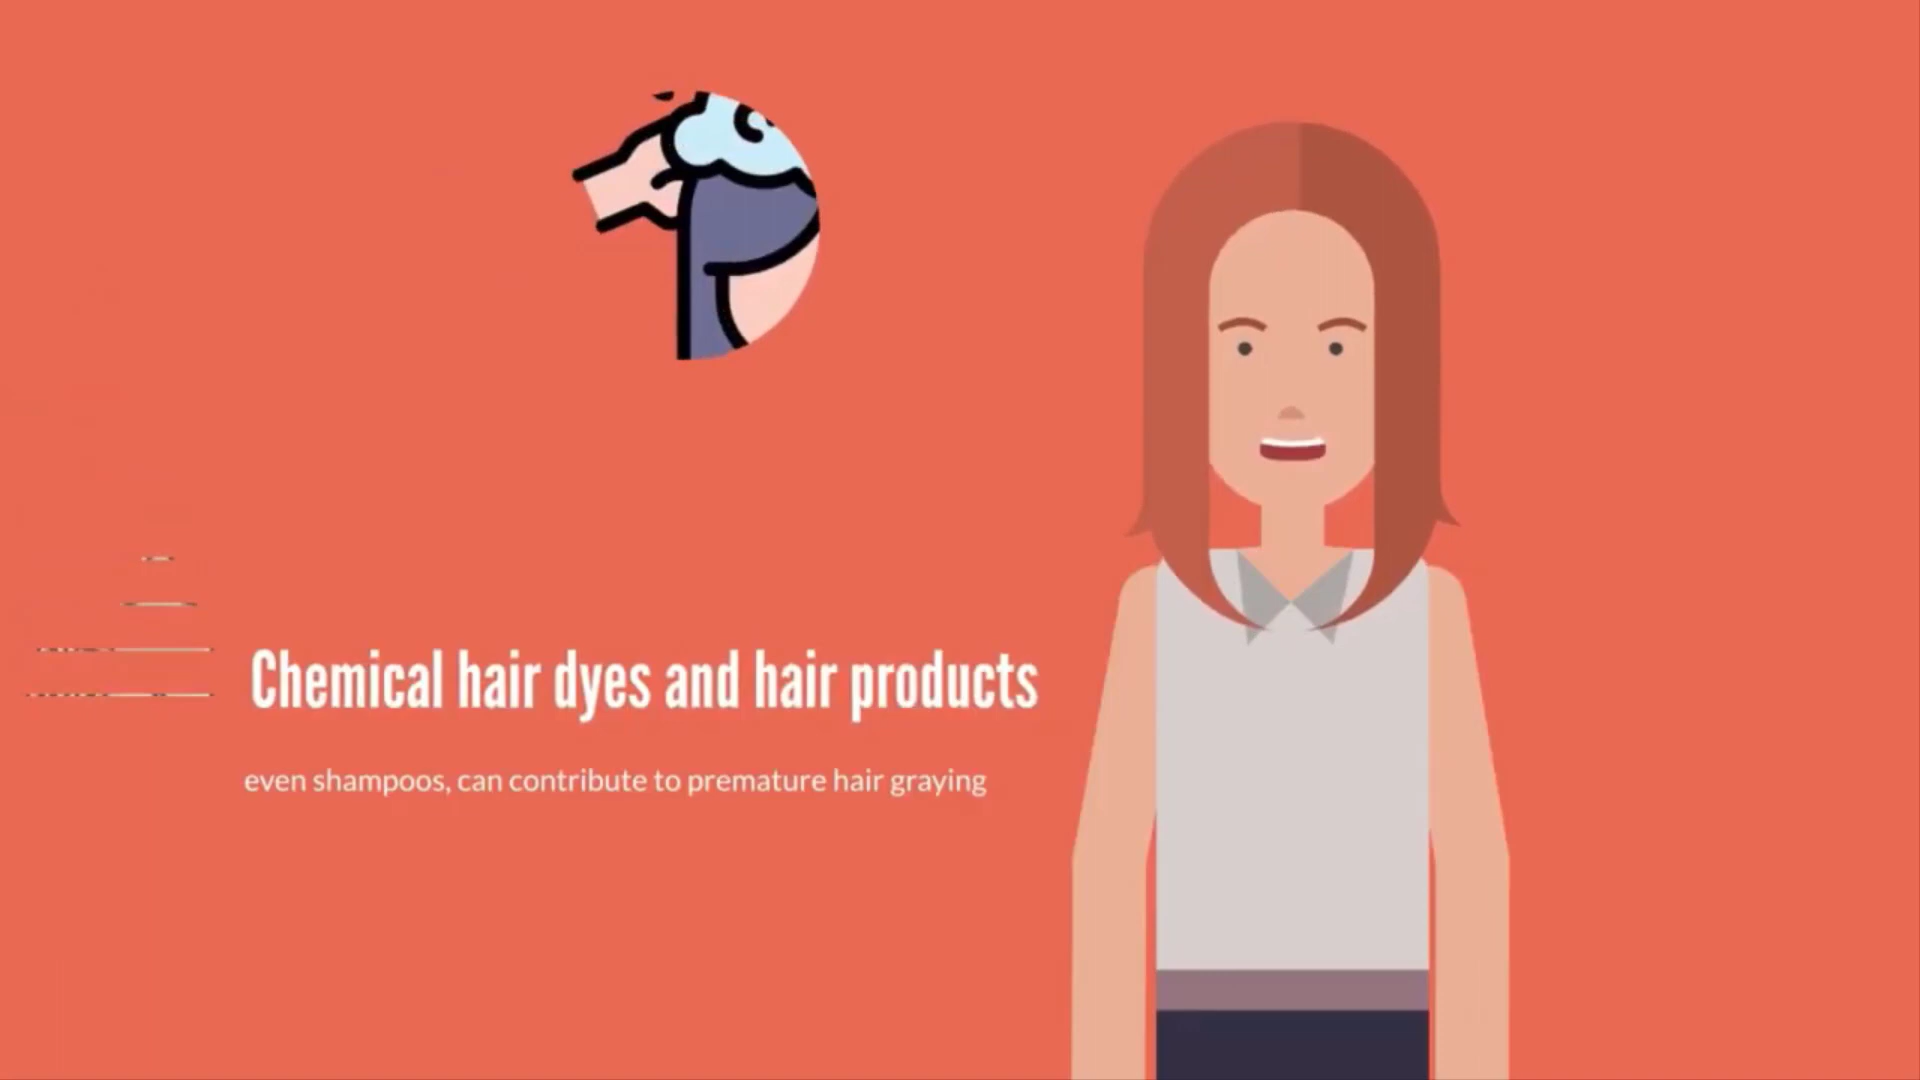 Chemical hair dyes and hair products
even shampoos, can contribute to premature hair graying